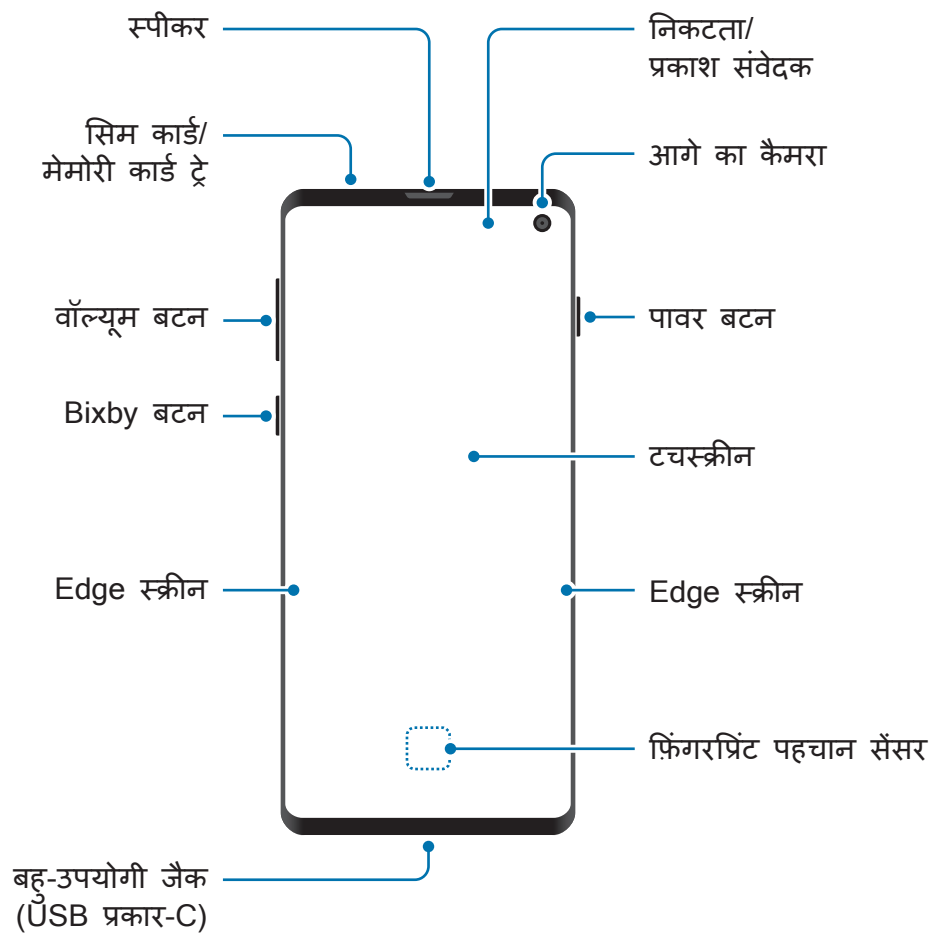 स्पीकर
निकटता/
प्रकाश संवेदक
सिम कार्ड/
मेमोरी कार्ड ट्रे
आगे का कैमरा
वॉल्यूम बटन
पावर बटन
Bixby बटन
टचस्क्रीन
Edge स्क्रीन
Edge स्क्रीन
फ़िंगरप्रिंट पहचान सेंसर
बहु-उपयोगी जैक
(USB प्रकार-C)